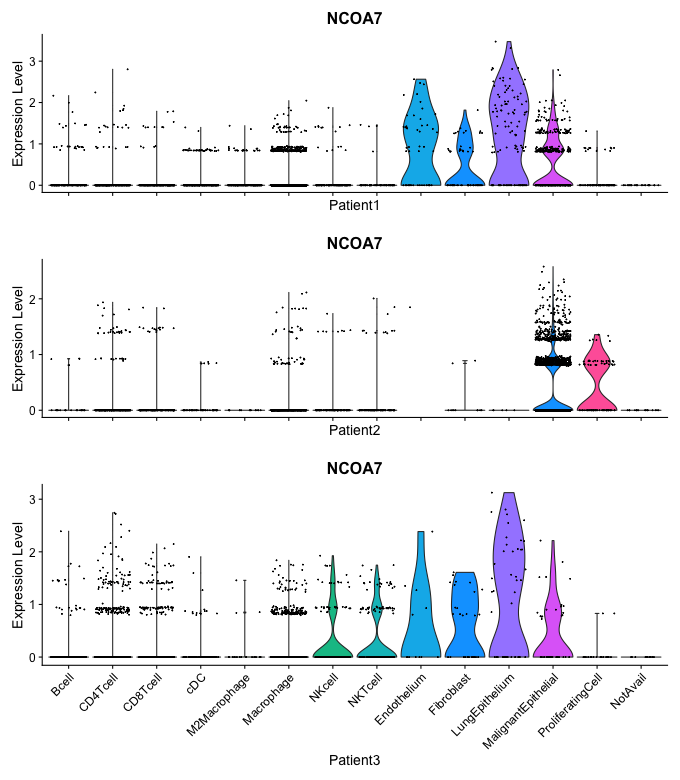 NCOA7
Expression Level
3
2
1
0
Patient1
NCOA7
Expression Level
2
1
0
Patient2
NCOA7
Expression Level
3
2
1
0
Bcell
CD4Tcell
CD8Tcell
cDC
M2Macrophage
Macrophage
NKcell
NKTcell
Endothelium
Fibroblast
LungEpithelium
MalignantEpithelial
ProliferatingCell
NotAvail
Patient3